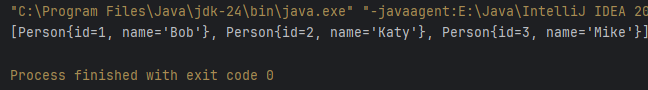 "C:\Program Files\Java\jdk-24\bin\java.exe" "-javaagent:E:\Java\IntelliJ IDEA 20
[Person{id=1, name='Bob'}, Person{id=2, name='Katy'}, Person{id=3, name='Mike'}]
Process finished with exit code 0